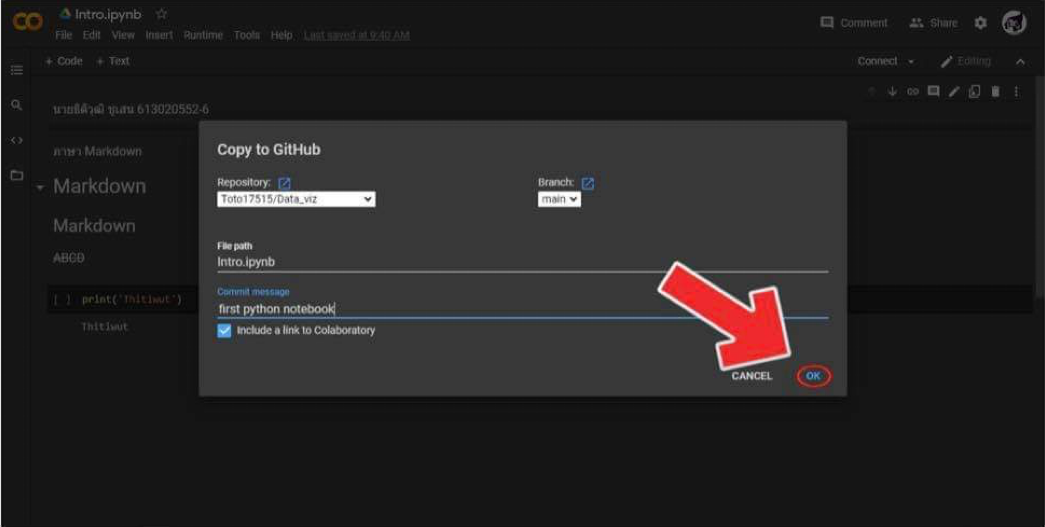 Intro.ipynb
File Edit View Insert Runtime Tools Help Last saved at 9:40 AM
Comment Share
+ Code + Text
Connect Editing
นายธิติวุฒิ ชูแสน 613020552-6
ภาษา Markdown
Markdown
Markdown
ABCD
[ ] print('Thitiwut')
Thitiwut
Copy to GitHub
Repository: Branch:
Toto17515/Data_viz main
File path
Intro.ipynb
Commit message
first python notebook
Include a link to Colaboratory
CANCEL OK